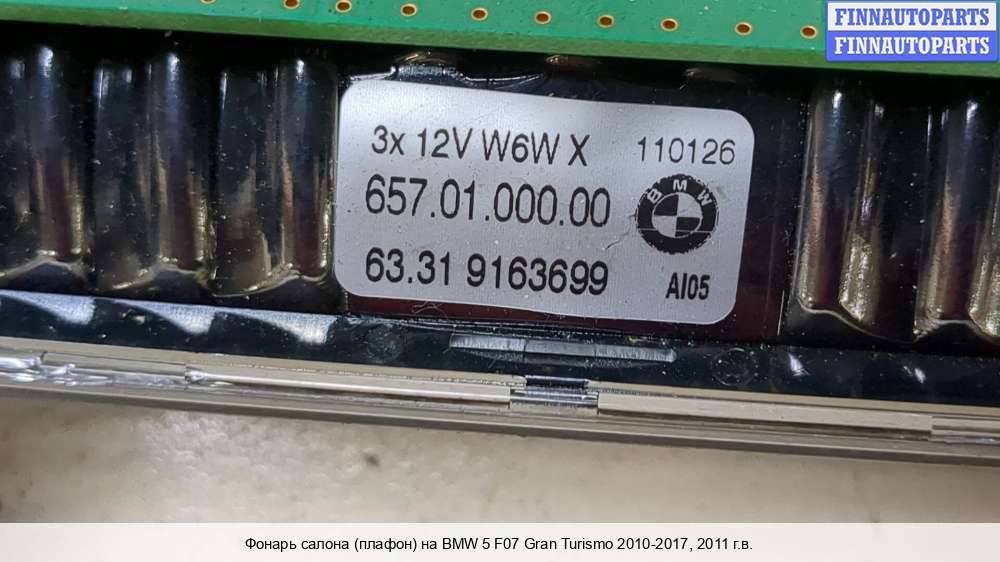 FINNAUTOPARTS
FINNAUTOPARTS
3x 12V W6W X 110126
657.01.000.00
BMW
63.31 9163699 AI05
Фонарь салона (плафон) на BMW 5 F07 Gran Turismo 2010-2017, 2011 г.в.